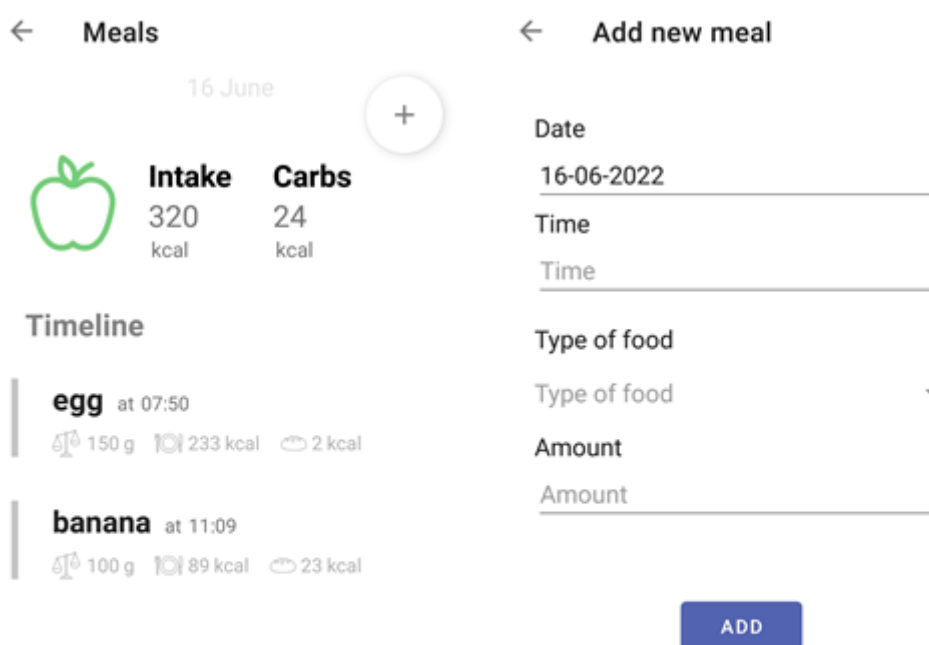 Meals
16 June
+
Intake Carbs
320 24
kcal kcal
Timeline
egg at 07:50
150 g 233 kcal 2 kcal
banana at 11:09
100 g 89 kcal 23 kcal
Add new meal
Date
16-06-2022
Time
Time
Type of food
Type of food
Amount
Amount
ADD